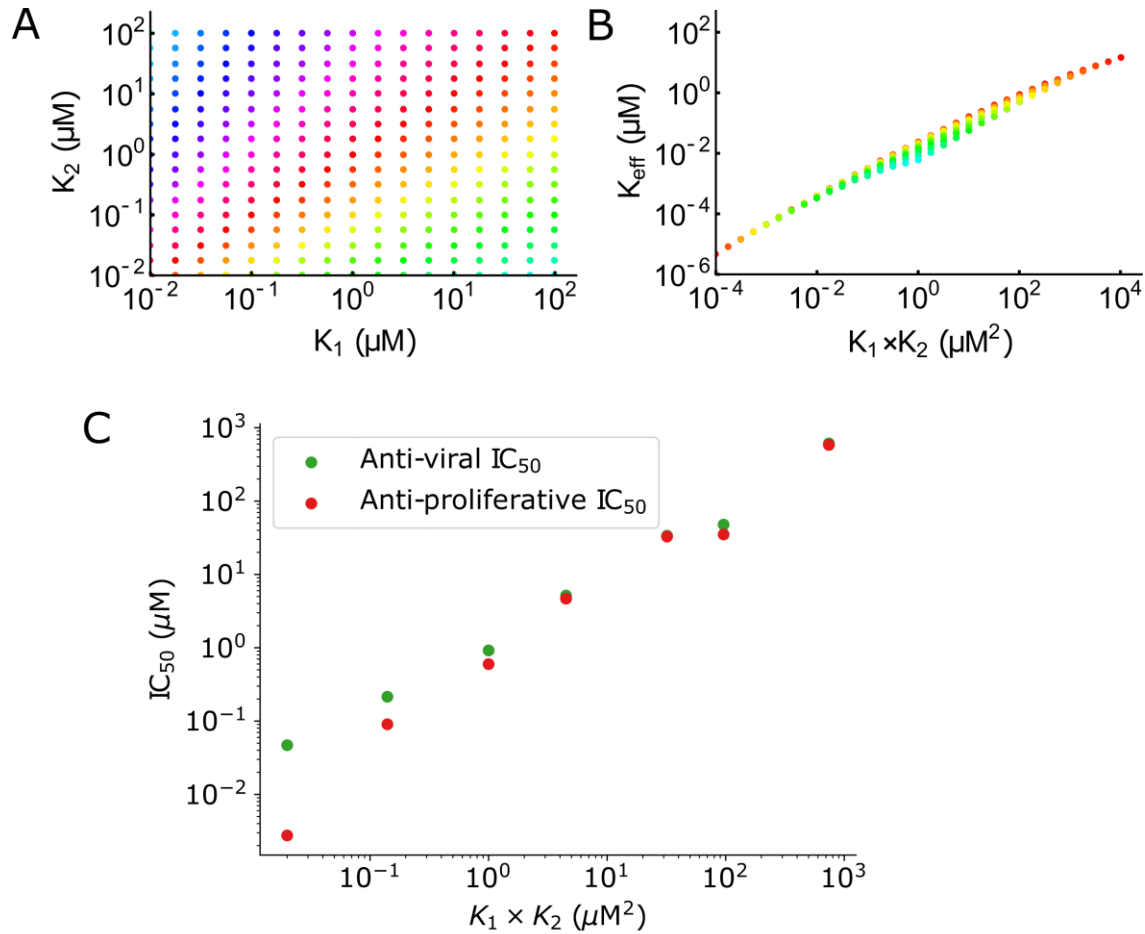 A
K₂ (μM)
10²
10¹
10⁰
10⁻¹
10⁻²
10⁻² 10⁻¹ 10⁰ 10¹ 10²
K₁ (μM)
B
K_eff (μM)
10²
10⁰
10⁻²
10⁻⁴
10⁻⁶
10⁻⁴ 10⁻² 10⁰ 10² 10⁴
K₁ ×K₂ (μM²)
C
IC₅₀ (μM)
10³
10²
10¹
10⁰
10⁻¹
10⁻²
Anti-viral IC₅₀
Anti-proliferative IC₅₀
10⁻¹ 10⁰ 10¹ 10² 10³
K₁ × K₂ (μM²)